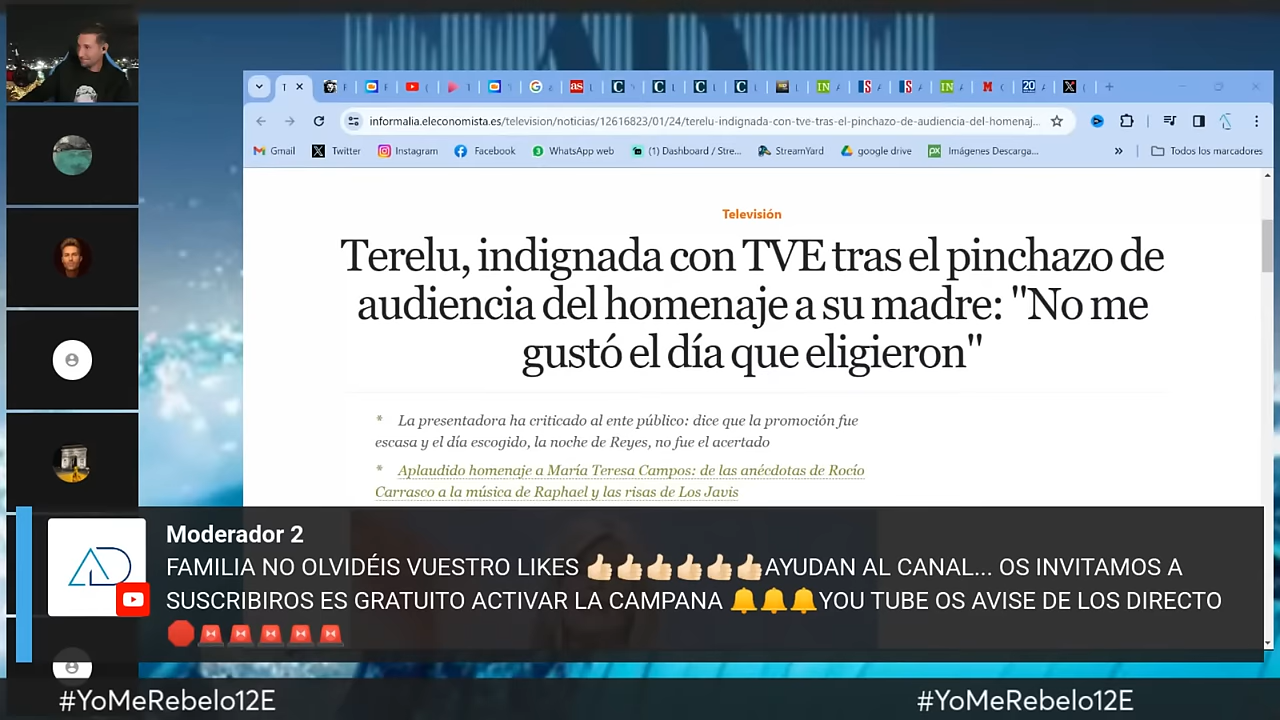 T
as
20
informalia.eleconomista.es/television/noticias/12616823/01/24/terelu-indignada-con-tve-tras-el-pinchazo-de-audiencia-del-homenaj...
Gmail Twitter Instagram Facebook WhatsApp web (1) Dashboard / Stre... StreamYard google drive Imágenes Descarga... » Todos los marcadores
Televisión
Terelu, indignada con TVE tras el pinchazo de
audiencia del homenaje a su madre: "No me
gustó el día que eligieron"
* La presentadora ha criticado al ente público: dice que la promoción fue
escasa y el día escogido, la noche de Reyes, no fue el acertado
* Aplaudido homenaje a María Teresa Campos: de las anécdotas de Rocío
Carrasco a la música de Raphael y las risas de Los Javis
Moderador 2
FAMILIA NO OLVIDÉIS VUESTRO LIKES 👍🏻👍🏻👍🏻👍🏻👍🏻👍🏻AYUDAN AL CANAL... OS INVITAMOS A
SUSCRIBIROS ES GRATUITO ACTIVAR LA CAMPANA 🔔🔔🔔YOU TUBE OS AVISE DE LOS DIRECTO
🛑🚨🚨🚨🚨🚨
#YoMeRebelo12E #YoMeRebelo12E